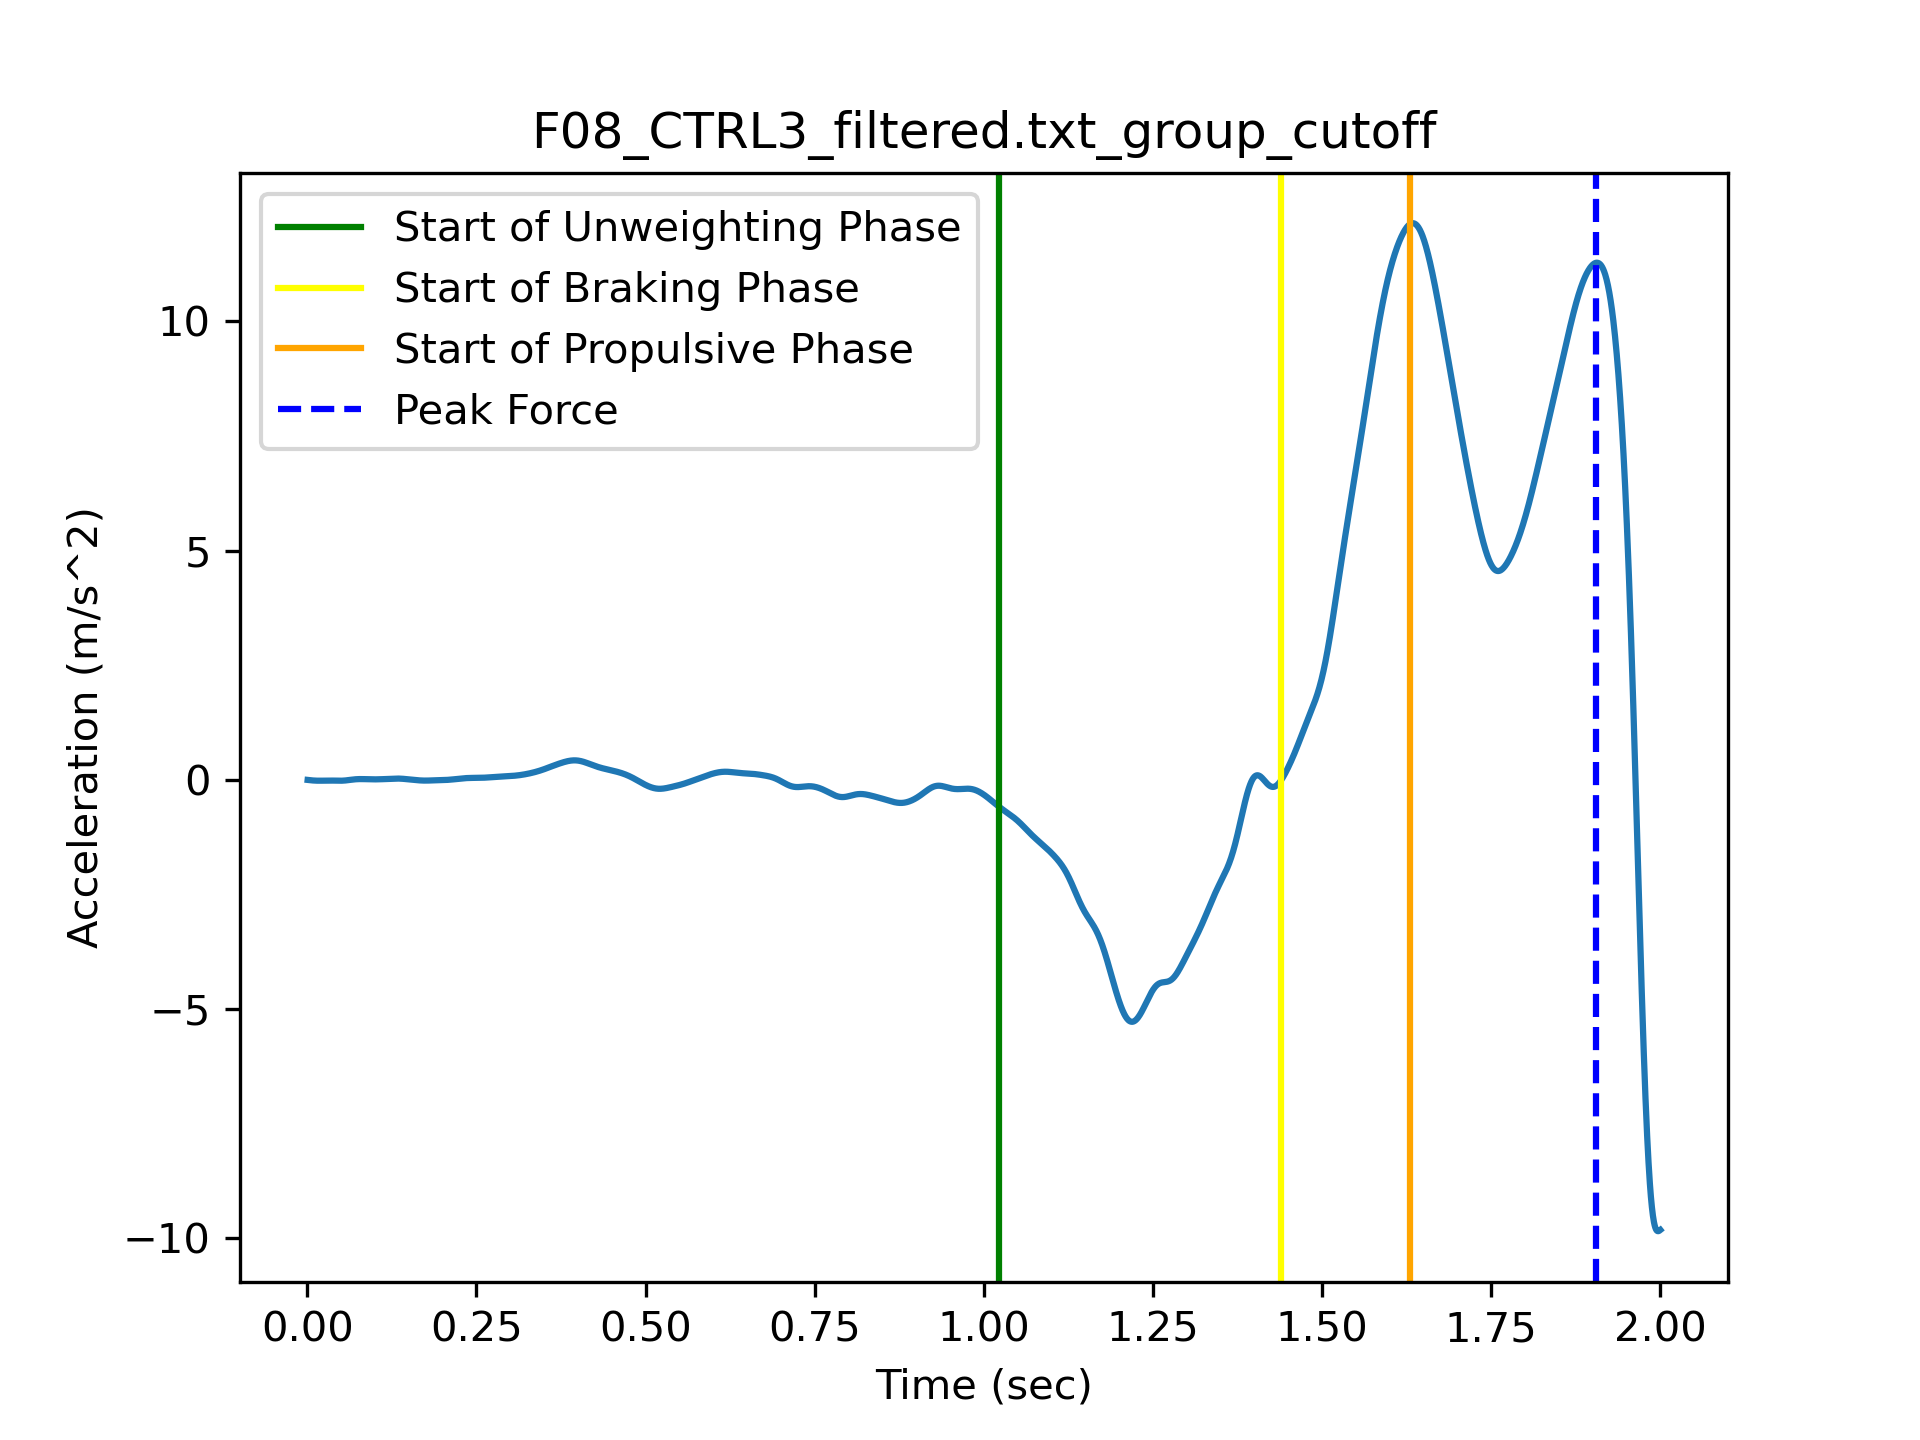 F08_CTRL3_filtered.txt_group_cutoff
Start of Unweighting Phase
Start of Braking Phase
Start of Propulsive Phase
Peak Force
Acceleration (m/s^2)
10
5
0
−5
−10
0.00 0.25 0.50 0.75 1.00 1.25 1.50 1.75 2.00
Time (sec)